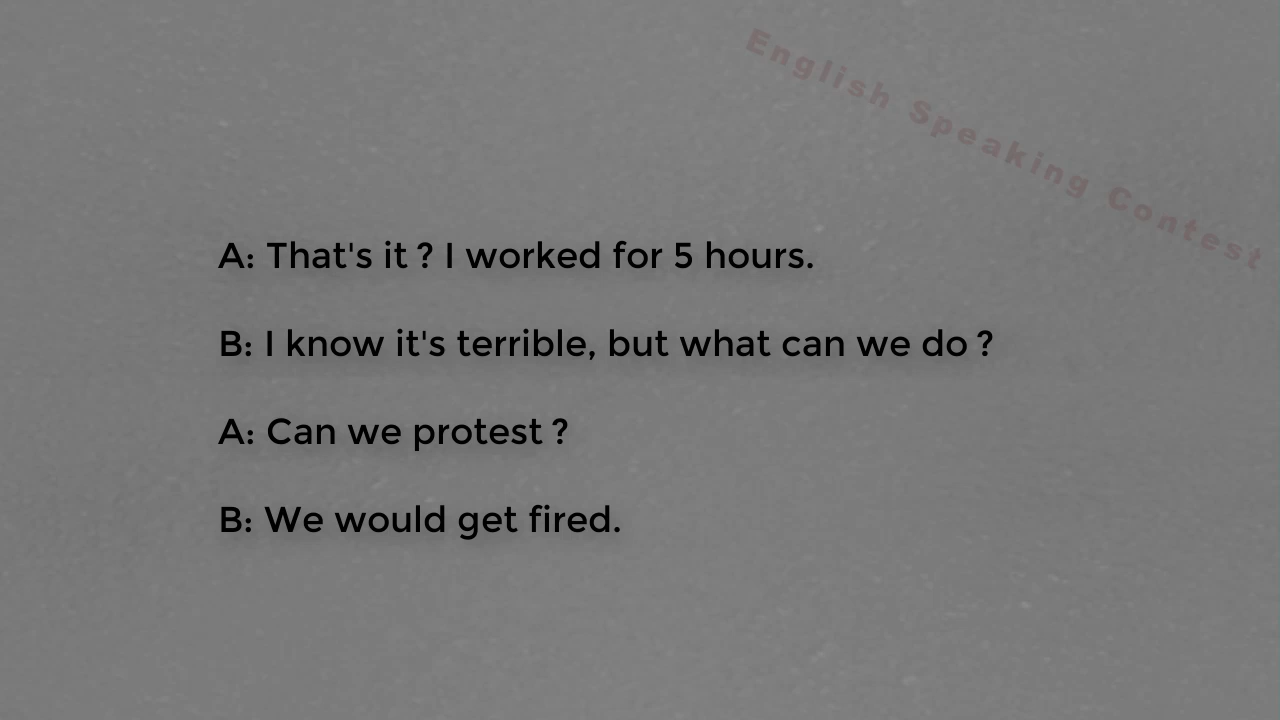 English Speaking Contest
A: That's it ? I worked for 5 hours.
B: I know it's terrible, but what can we do ?
A: Can we protest ?
B: We would get fired.